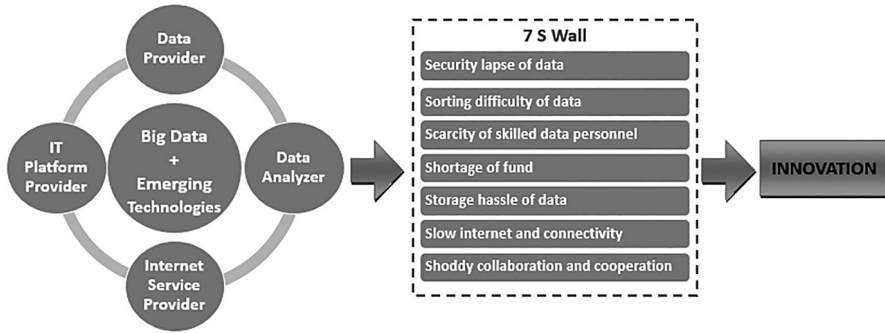 Data
Provider
IT
Platform
Provider
Big Data
+
Emerging
Technologies
Data
Analyzer
Internet
Service
Provider
7 S Wall
Security lapse of data
Sorting difficulty of data
Scarcity of skilled data personnel
Shortage of fund
Storage hassle of data
Slow internet and connectivity
Shoddy collaboration and cooperation
INNOVATION